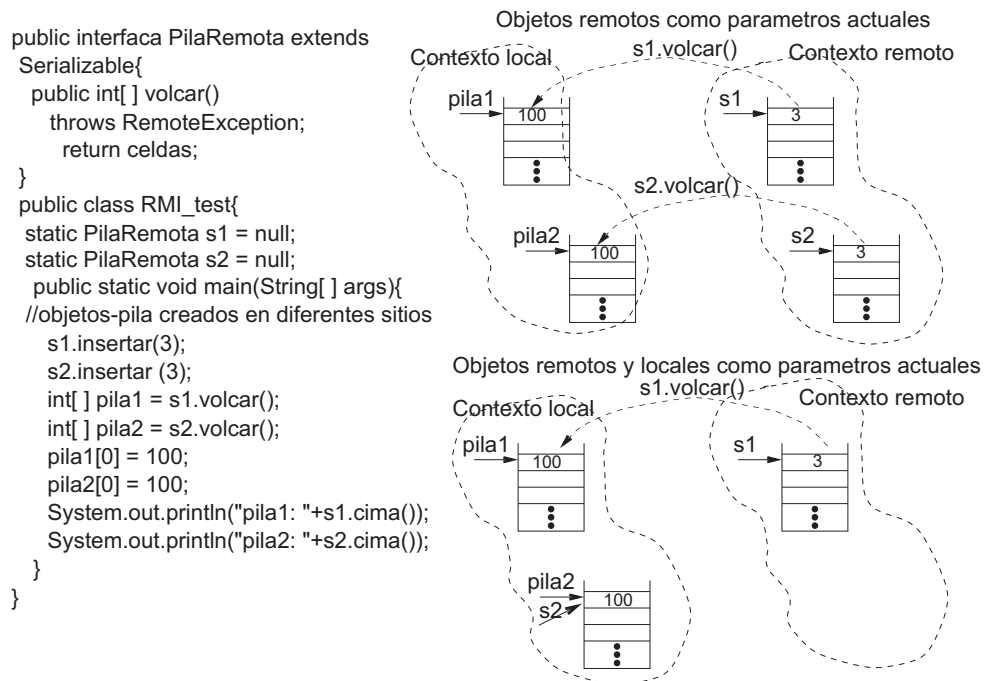 public interfaca PilaRemota extends
Serializable{
public int[ ] volcar()
throws RemoteException;
return celdas;
}
public class RMI_test{
static PilaRemota s1 = null;
static PilaRemota s2 = null;
public static void main(String[ ] args){
//objetos-pila creados en diferentes sitios
s1.insertar(3);
s2.insertar (3);
int[ ] pila1 = s1.volcar();
int[ ] pila2 = s2.volcar();
pila1[0] = 100;
pila2[0] = 100;
System.out.println("pila1: "+s1.cima());
System.out.println("pila2: "+s2.cima());
}
}
Objetos remotos como parametros actuales
s1.volcar()
Contexto local
Contexto remoto
pila1
100
s1
3
s2.volcar()
pila2
100
s2
3
Objetos remotos y locales como parametros actuales
s1.volcar()
Contexto local
Contexto remoto
pila1
100
s1
3
pila2
s2
100